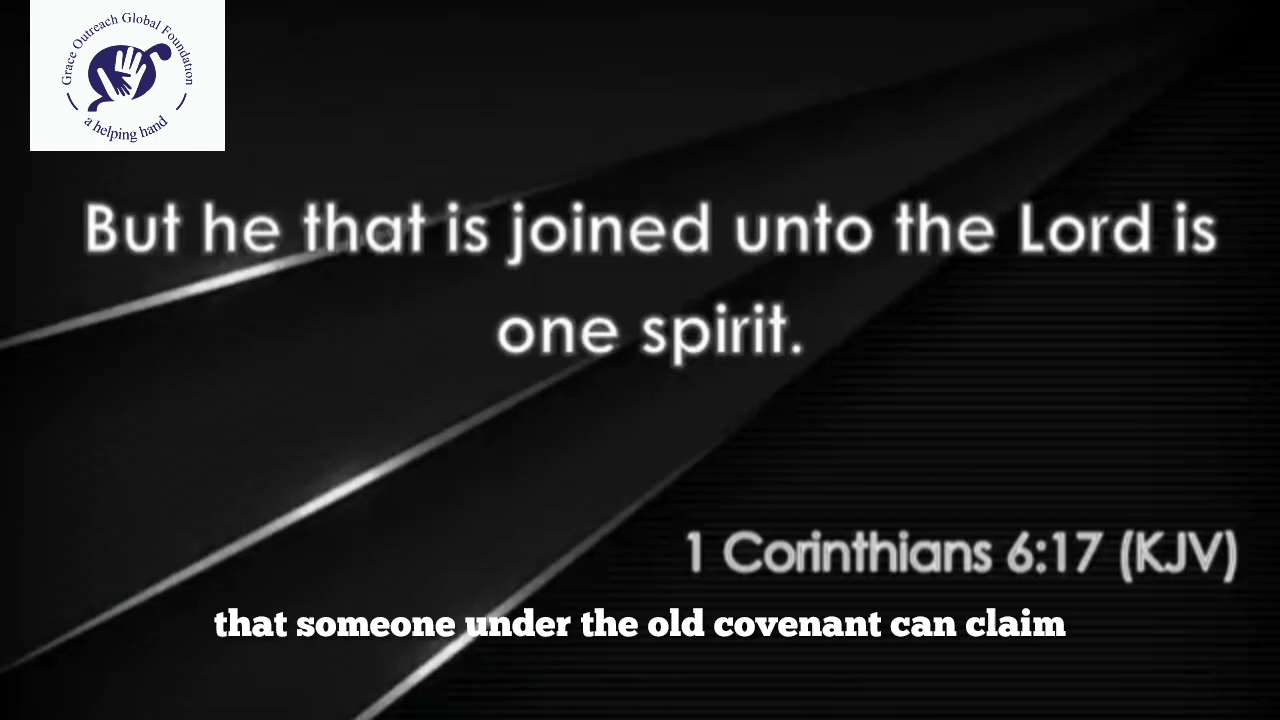 Grace Outreach Global Foundation
a helping hand
But he that is joined unto the Lord is
one spirit.
1 Corinthians 6:17 (KJV)
that someone under the old covenant can claim